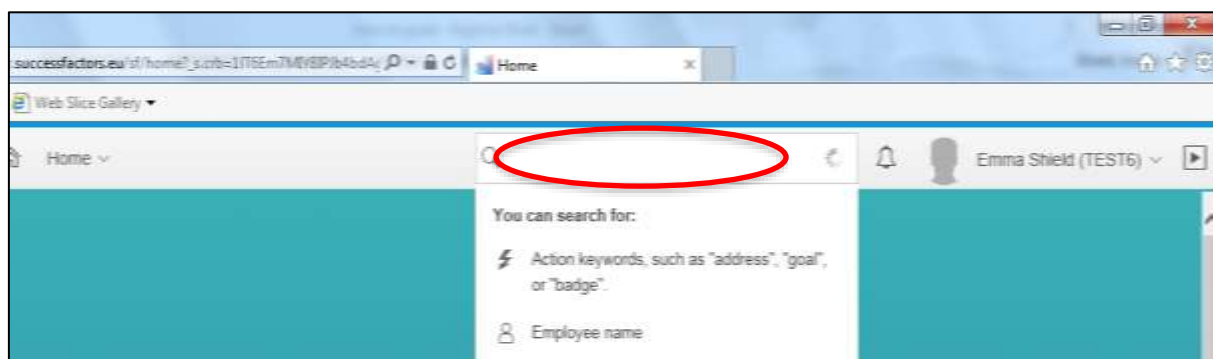 successfactors.eu
Home
Web Slice Gallery
Home
Emma Shield (TEST6)
You can search for:
Action keywords, such as "address", "goal",
or "badge".
Employee name